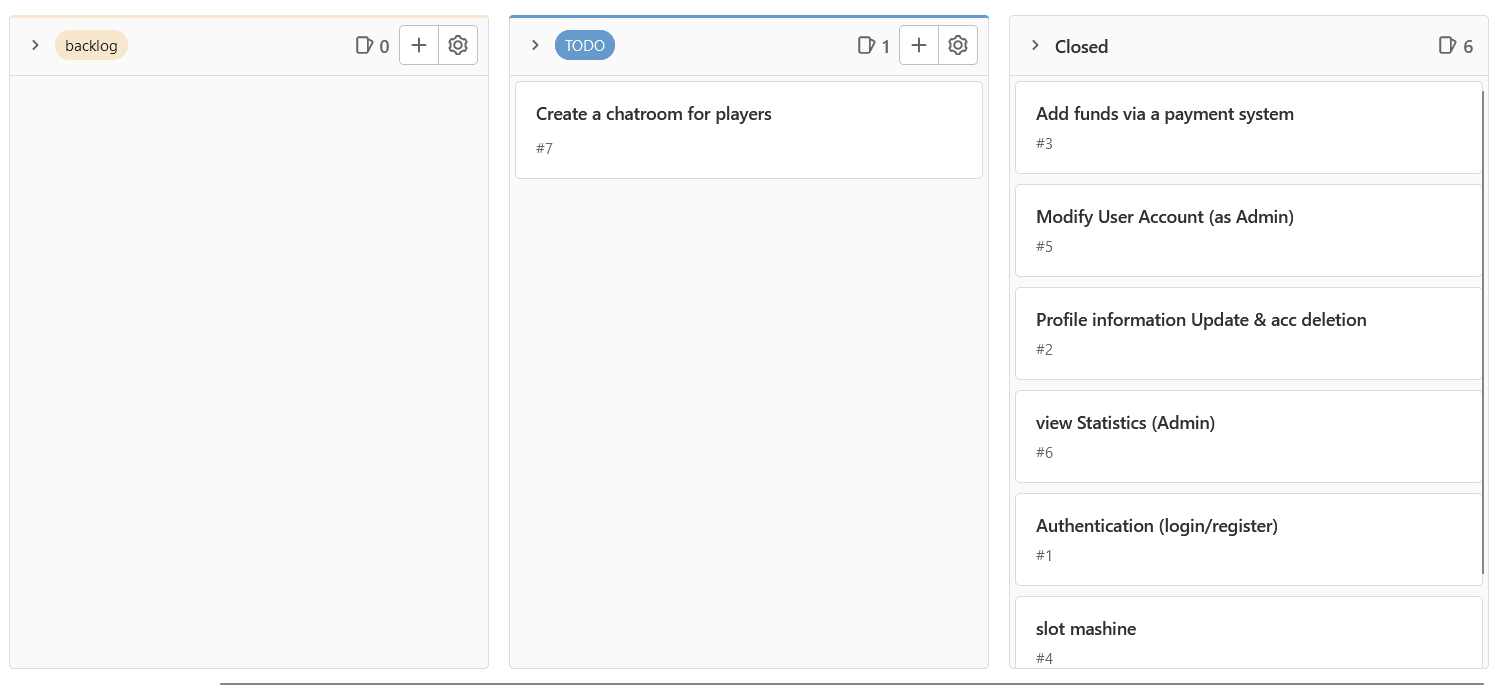 backlog
0
TODO
1
Create a chatroom for players
#7
Closed
6
Add funds via a payment system
#3
Modify User Account (as Admin)
#5
Profile information Update & acc deletion
#2
view Statistics (Admin)
#6
Authentication (login/register)
#1
slot mashine
#4